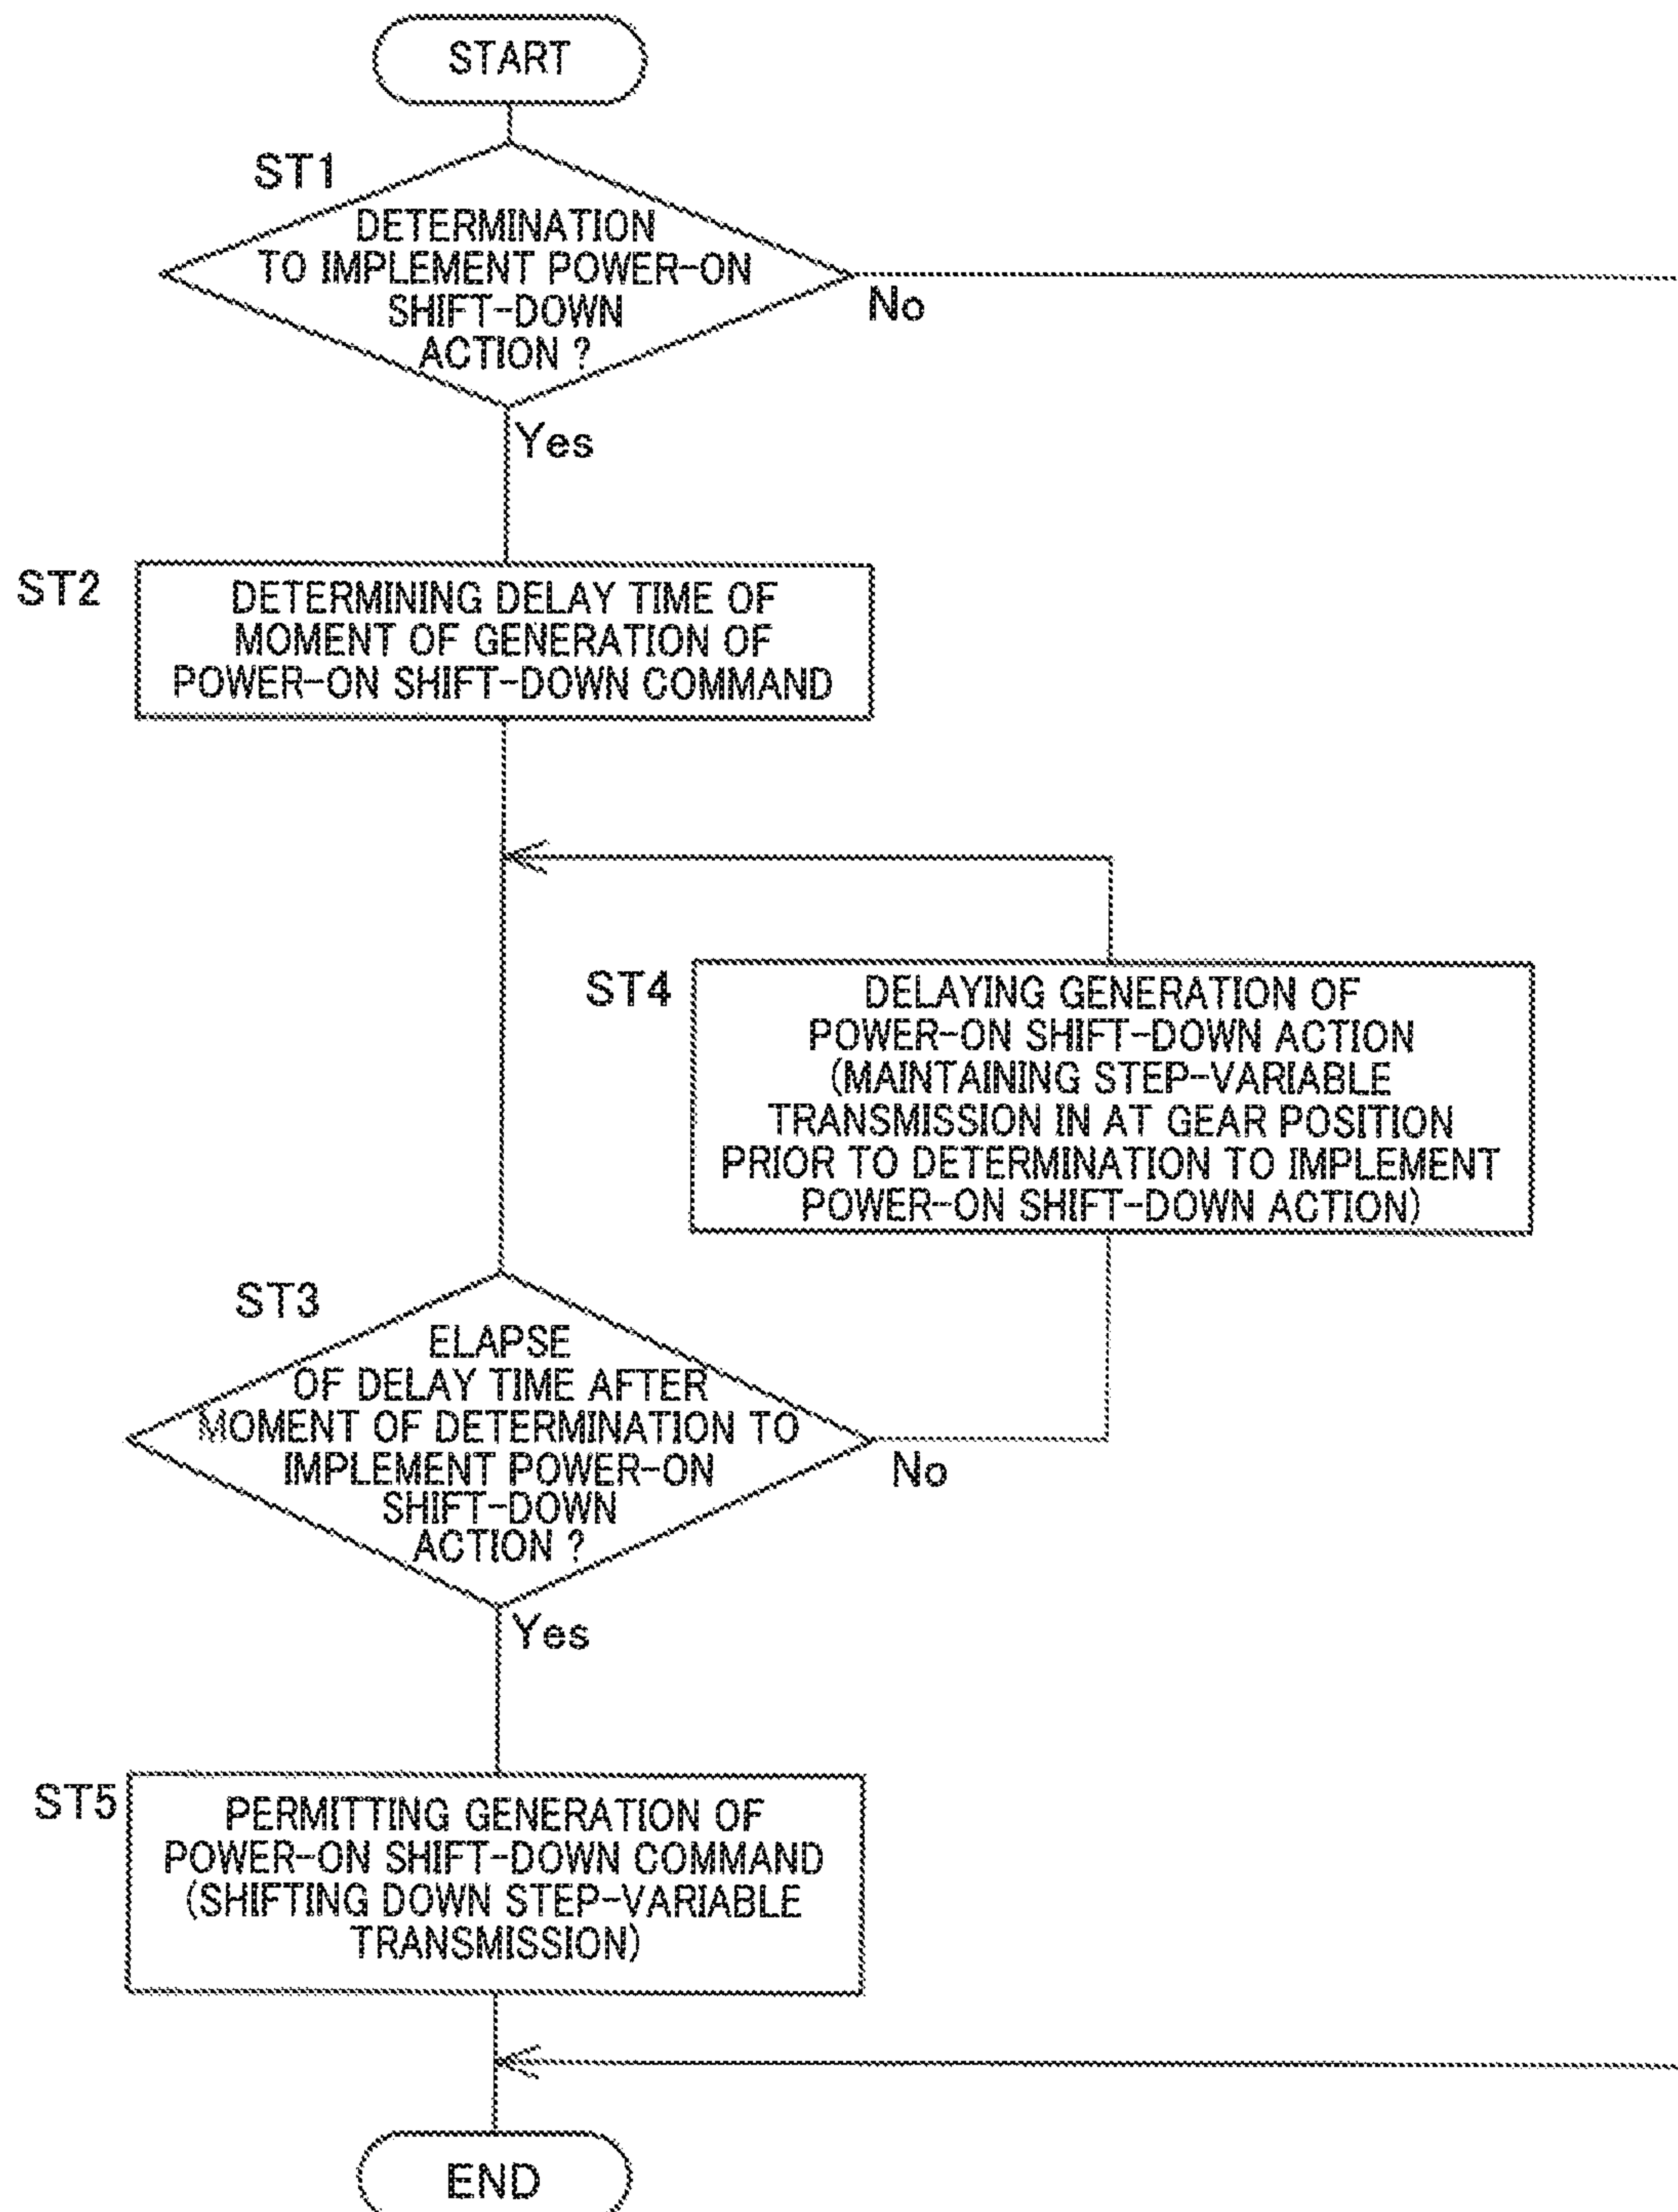 START
ST1
DETERMINATION
TO IMPLEMENT POWER-ON
SHIFT-DOWN
ACTION ?
No
Yes
ST2
DETERMINING DELAY TIME OF
MOMENT OF GENERATION OF
POWER-ON SHIFT-DOWN COMMAND
ST4
DELAYING GENERATION OF
POWER-ON SHIFT-DOWN ACTION
(MAINTAINING STEP-VARIABLE
TRANSMISSION IN AT GEAR POSITION
PRIOR TO DETERMINATION TO IMPLEMENT
POWER-ON SHIFT-DOWN ACTION)
ST3
ELAPSE
OF DELAY TIME AFTER
MOMENT OF DETERMINATION TO
IMPLEMENT POWER-ON
SHIFT-DOWN
ACTION ?
No
Yes
ST5
PERMITTING GENERATION OF
POWER-ON SHIFT-DOWN COMMAND
(SHIFTING DOWN STEP-VARIABLE
TRANSMISSION)
END